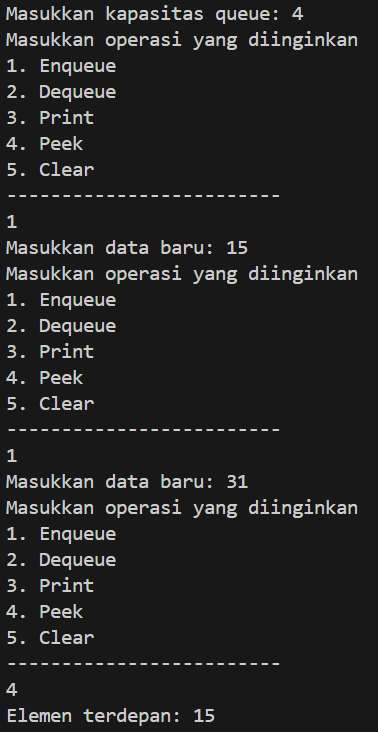 Masukkan kapasitas queue: 4
Masukkan operasi yang diinginkan
1. Enqueue
2. Dequeue
3. Print
4. Peek
5. Clear
-------------------------
1
Masukkan data baru: 15
Masukkan operasi yang diinginkan
1. Enqueue
2. Dequeue
3. Print
4. Peek
5. Clear
-------------------------
1
Masukkan data baru: 31
Masukkan operasi yang diinginkan
1. Enqueue
2. Dequeue
3. Print
4. Peek
5. Clear
-------------------------
4
Elemen terdepan: 15